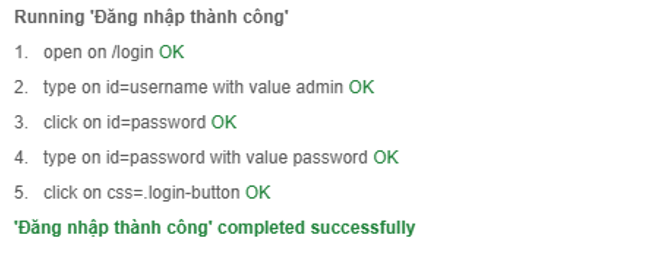 Running 'Đăng nhập thành công'
1. open on /login OK
2. type on id=username with value admin OK
3. click on id=password OK
4. type on id=password with value password OK
5. click on css=.login-button OK
'Đăng nhập thành công' completed successfully